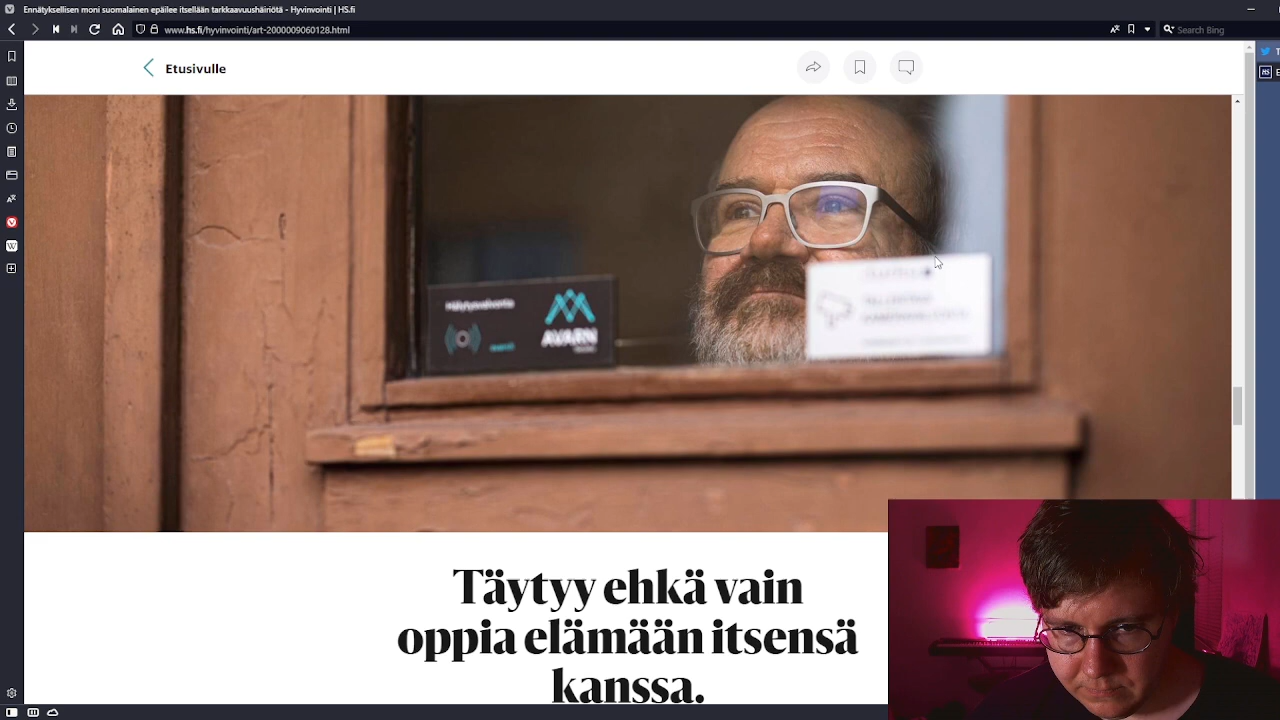 Ennätyksellisen moni suomalainen epäilee itsellään tarkkaavuushäiriötä - Hyvinvointi | HS.fi
www.hs.fi/hyvinvointi/art-2000009060128.html
Search Bing
Etusivulle
HS
AVARN
Täytyy ehkä vain
oppia elämään itsensä
kanssa.